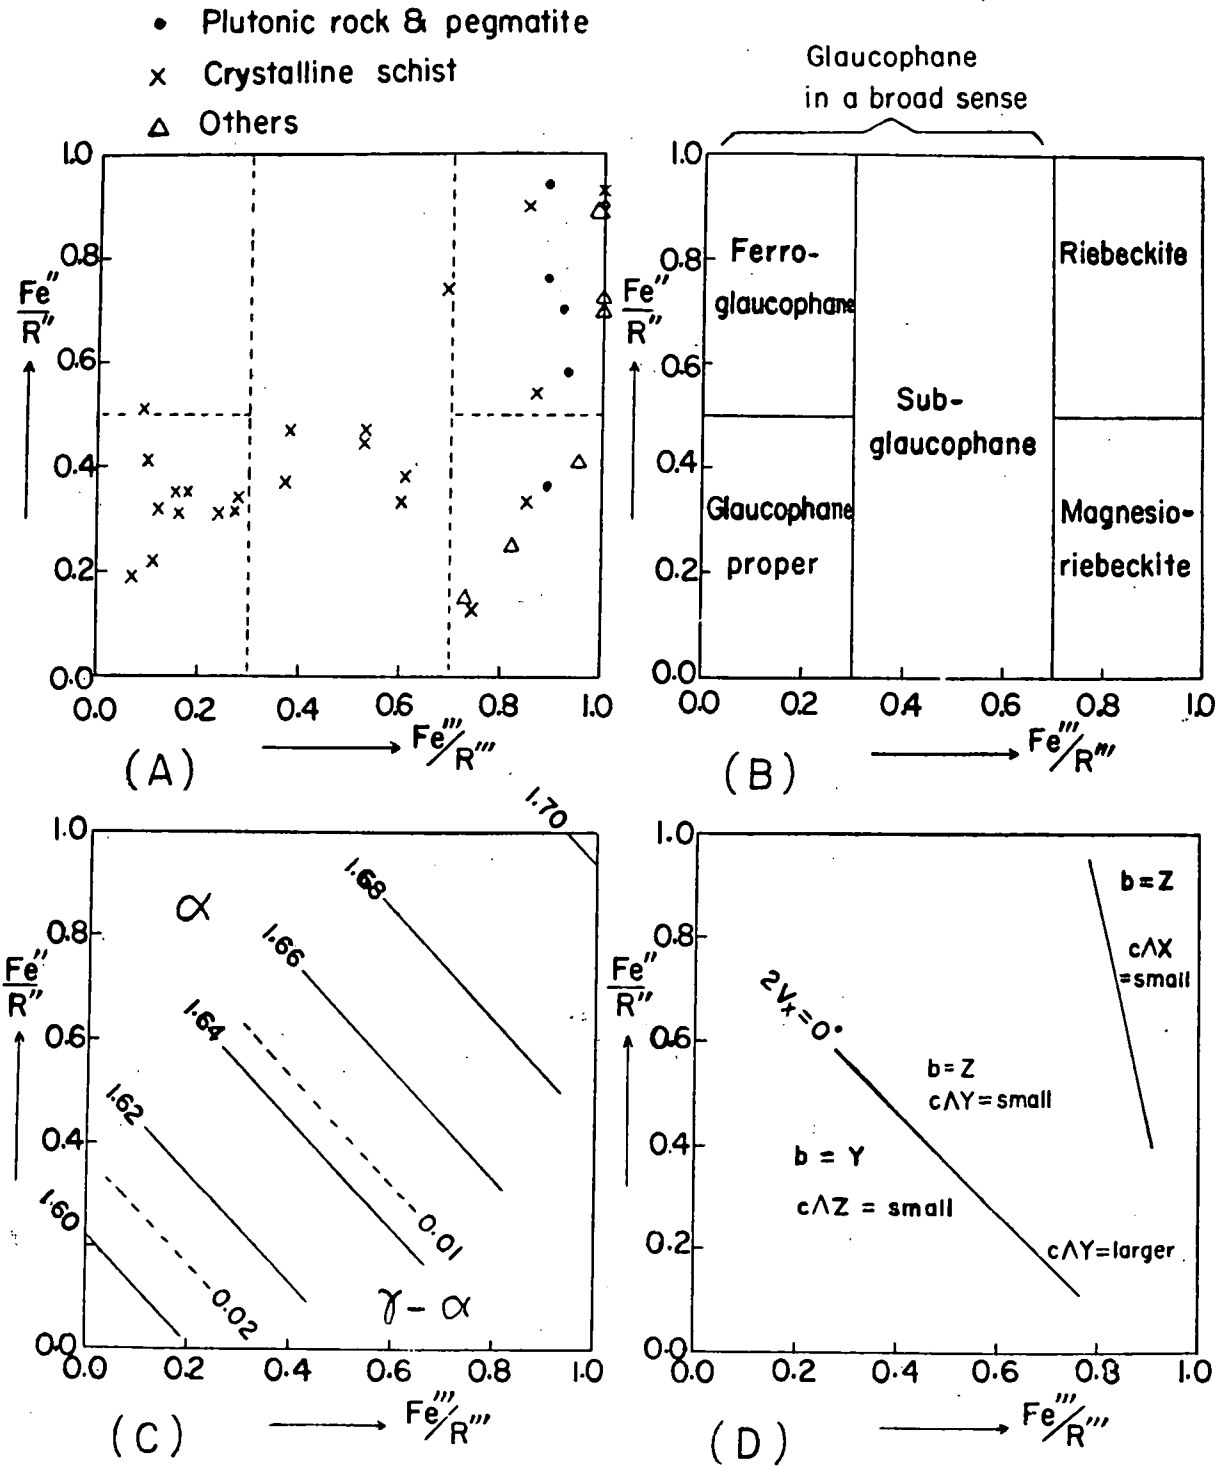 Plutonic rock & pegmatite
Crystalline schist
Others
Glaucophane
in a broad sense
1.0
0.8
Fe″/R″
0.6
0.4
0.2
0.0
0.0 0.2 0.4 0.6 0.8 1.0
Fe‴/R‴
(A)
1.0
0.8
Fe″/R″
0.6
0.4
0.2
0.0
Ferro-
glaucophane
Sub-
glaucophane
Riebeckite
Glaucophane
proper
Magnesio-
riebeckite
0.0 0.2 0.4 0.6 0.8 1.0
Fe‴/R‴
(B)
1.0
0.8
Fe″/R″
0.6
0.4
0.0
α
1.70
1.68
1.66
1.64
1.62
1.60
0.01
0.02
γ-α
0.0 0.2 0.4 0.6 0.8 1.0
Fe‴/R‴
(C)
1.0
0.8
Fe″/R″
0.6
0.4
0.2
0.0
b=Z
c∧X
=small
2Vx=0°
b=Z
c∧Y=small
b = Y
c∧Z = small
c∧Y=larger
0.0 0.2 0.4 0.6 0.8 1.0
Fe‴/R‴
(D)